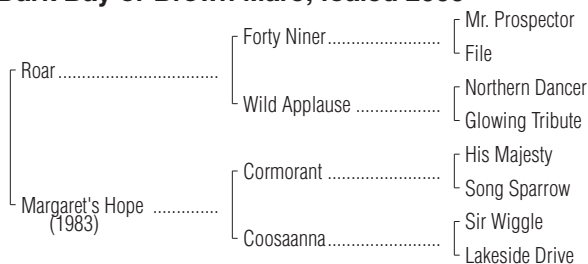 Dark Bay or Brown Mare; foaled
Mr. Prospector
Forty Niner
File
Roar
Northern Dancer
Wild Applause
Glowing Tribute
His Majesty
Cormorant
Song Sparrow
Margaret's Hope
(1983)
Sir Wiggle
Coosaanna
Lakeside Drive